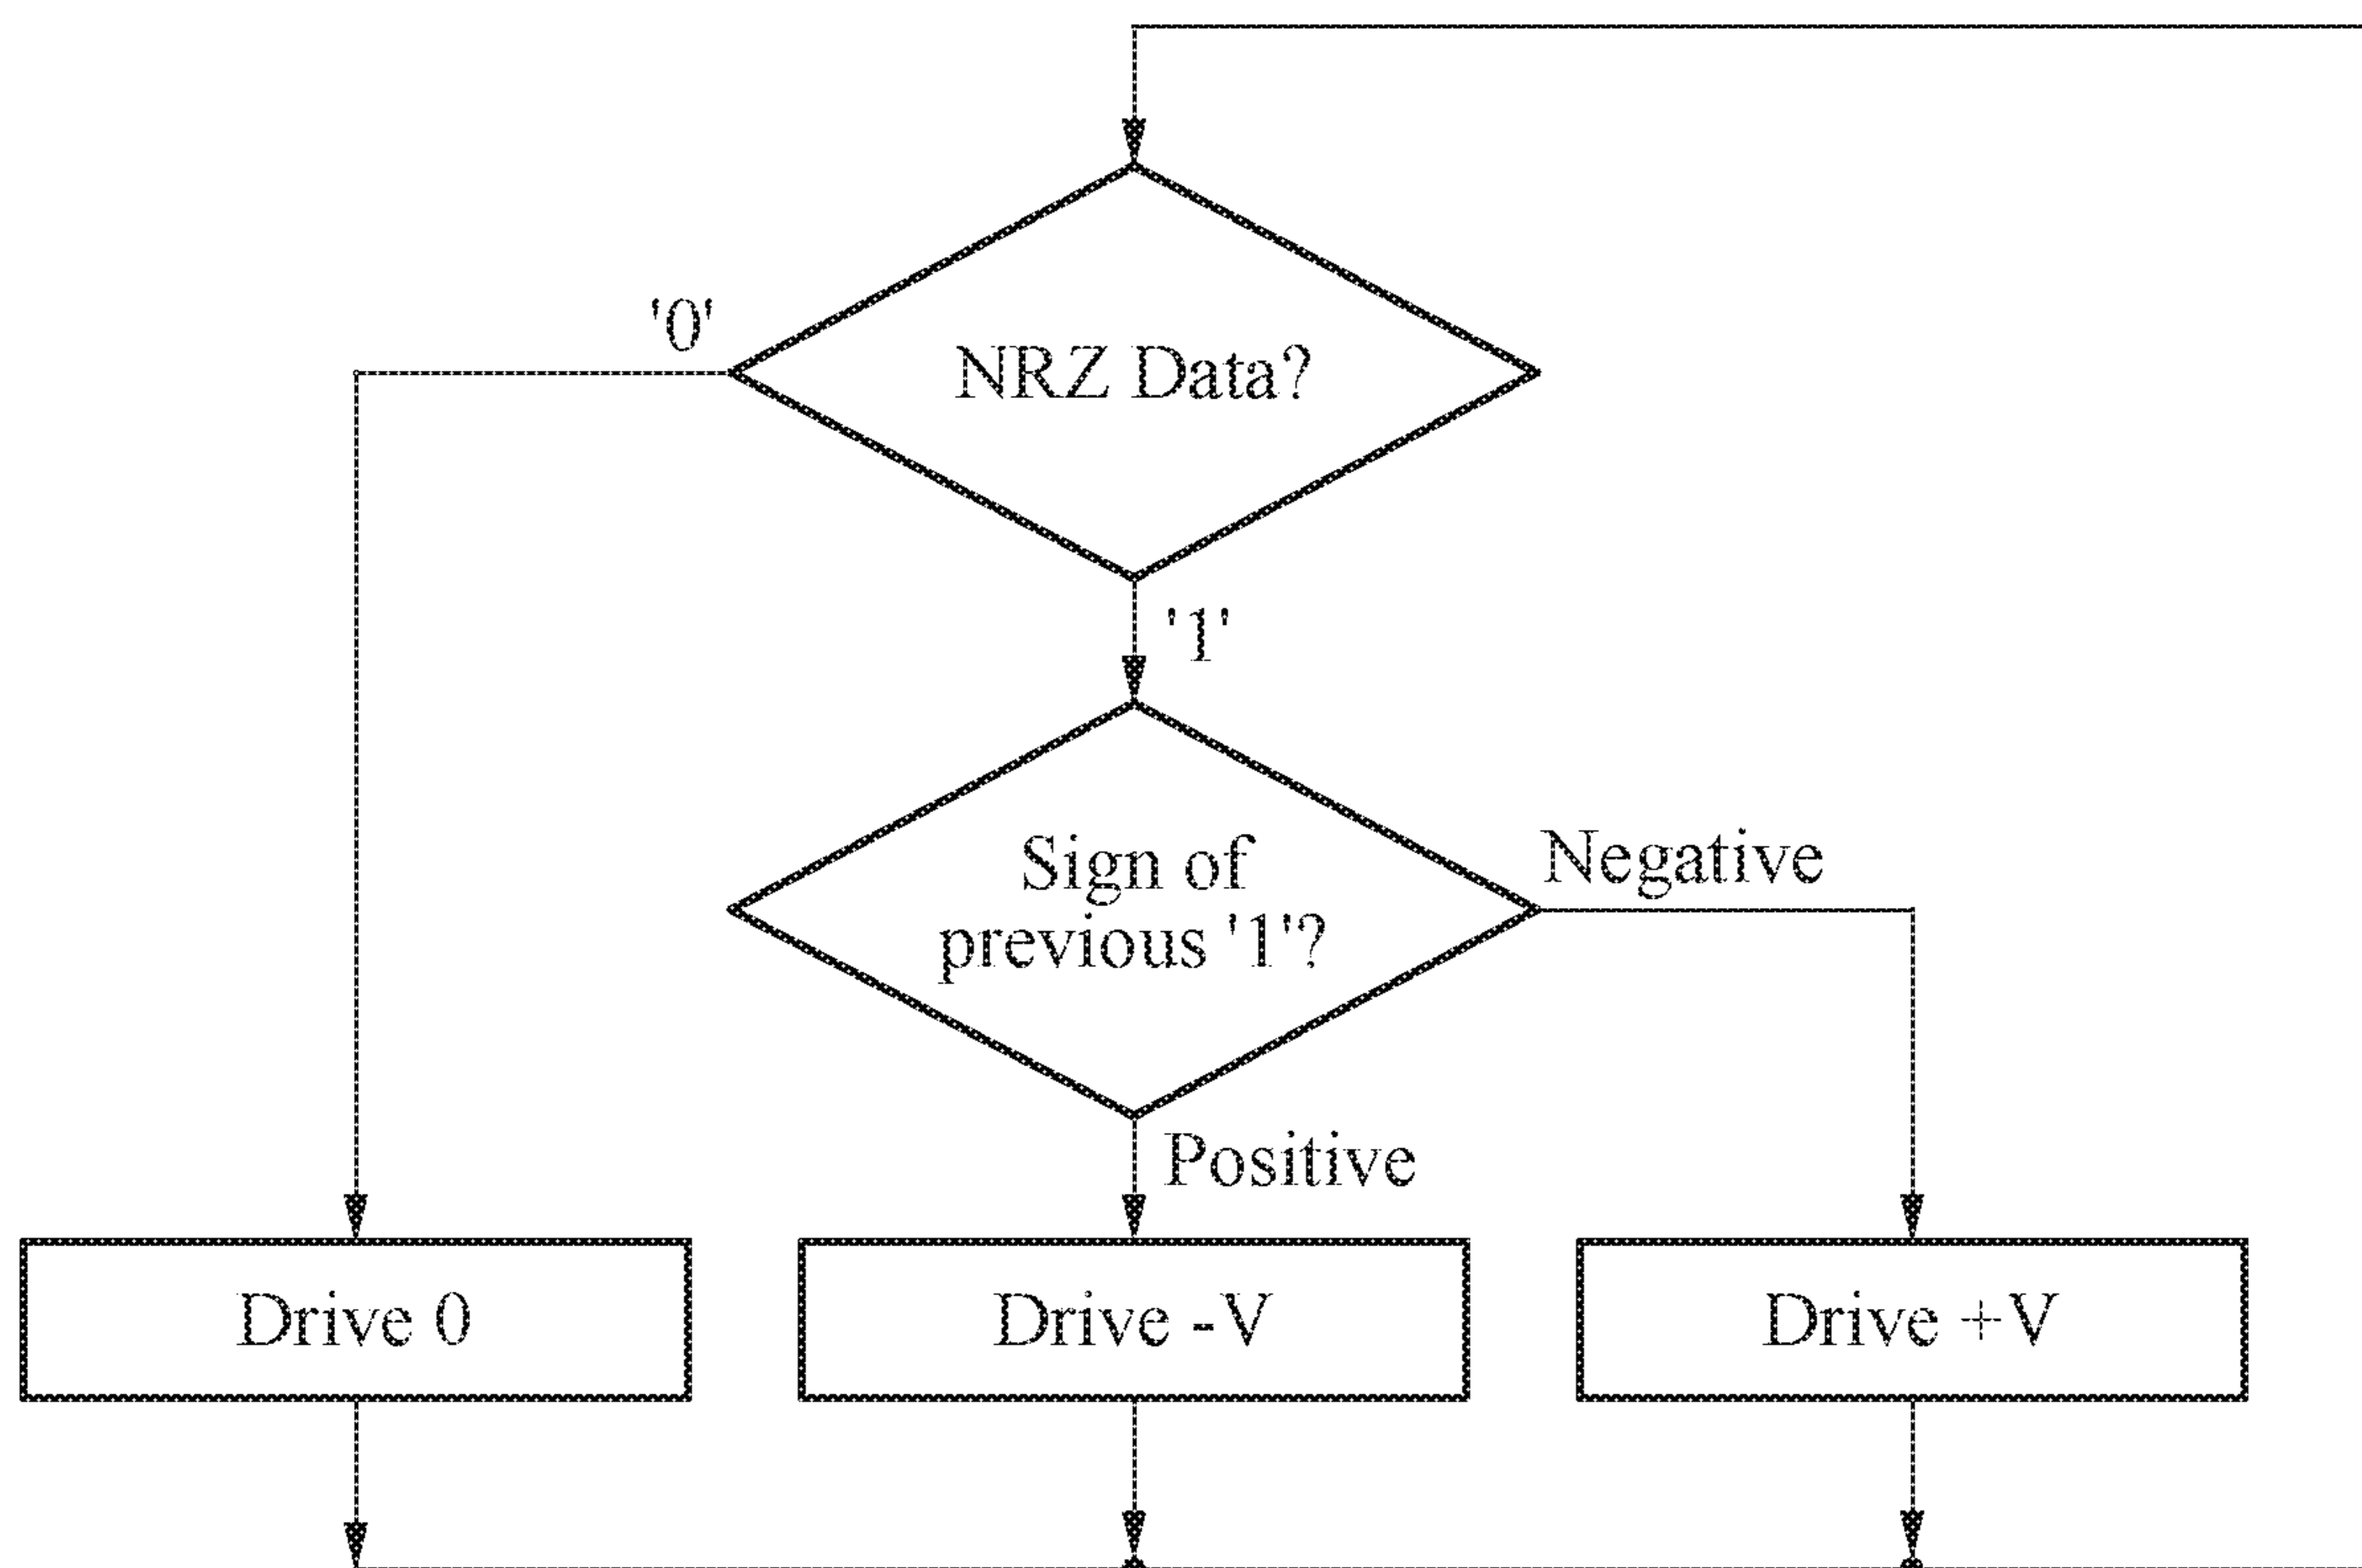 '0'
NRZ Data?
'1'
Sign of
previous '1'?
Negative
Positive
Drive 0
Drive -V
Drive +V